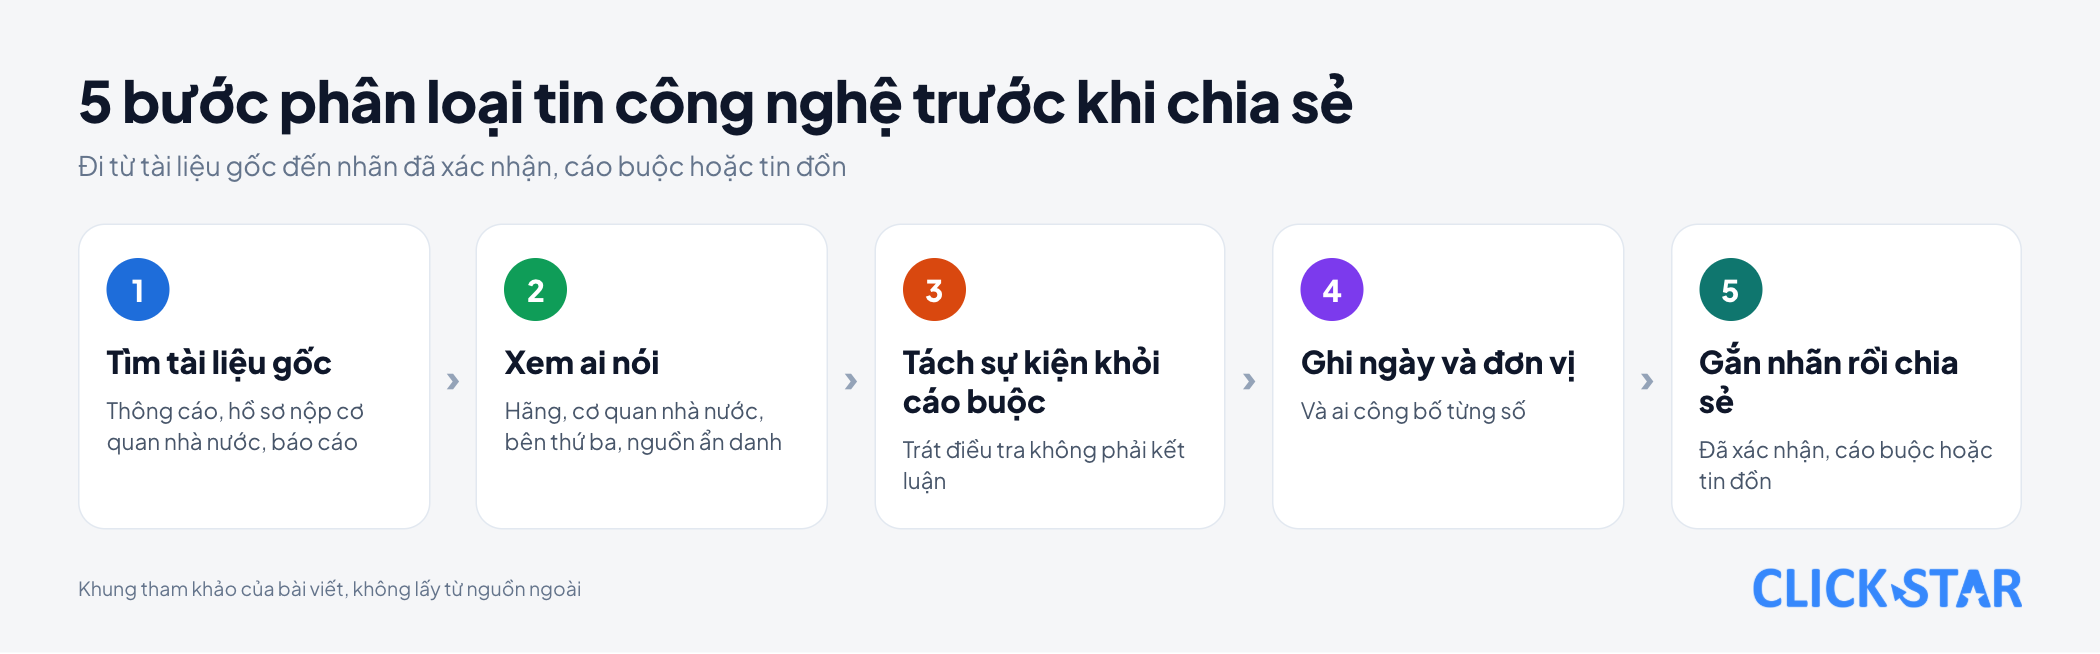 5 bước phân loại tin công nghệ trước khi chia sẻ
Đi từ tài liệu gốc đến nhãn đã xác nhận, cáo buộc hoặc tin đồn
1
Tìm tài liệu gốc
Thông cáo, hồ sơ nộp cơ
quan nhà nước, báo cáo
›
2
Xem ai nói
Hãng, cơ quan nhà nước,
bên thứ ba, nguồn ẩn danh
›
3
Tách sự kiện khỏi
cáo buộc
Trát điều tra không phải kết
luận
›
4
Ghi ngày và đơn vị
Và ai công bố từng số
›
5
Gắn nhãn rồi chia
sẻ
Đã xác nhận, cáo buộc hoặc
tin đồn
Khung tham khảo của bài viết, không lấy từ nguồn ngoài
CLICK STAR